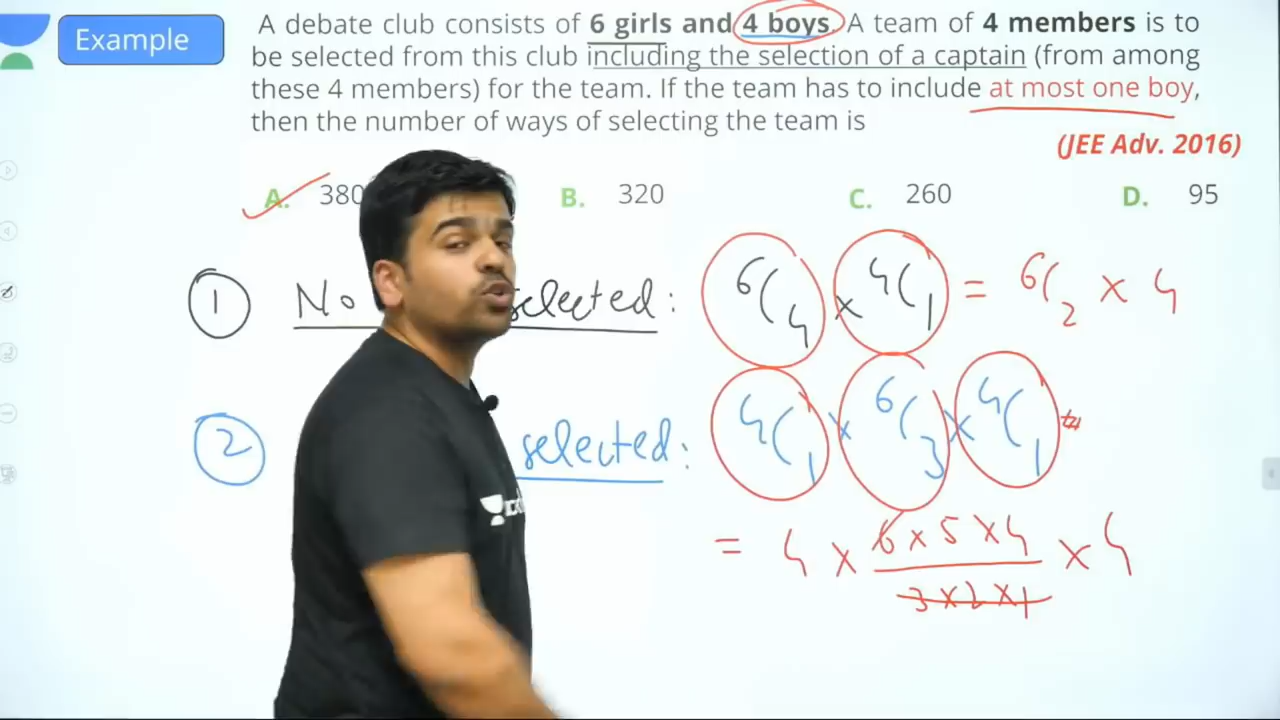 Example
A debate club consists of 6 girls and 4 boys. A team of 4 members is to
be selected from this club including the selection of a captain (from among
these 4 members) for the team. If the team has to include at most one boy,
then the number of ways of selecting the team is
(JEE Adv. 2016)
A. 380 B. 320 C. 260 D. 95
① No selected : ⁶C₄ × ⁴C₁ = ⁶C₂ × 4
② selected : ⁴C₁ × ⁶C₃ × ⁴C₁
= 4 × 6 × 5 × 4 × 4
3 × 2 × 1